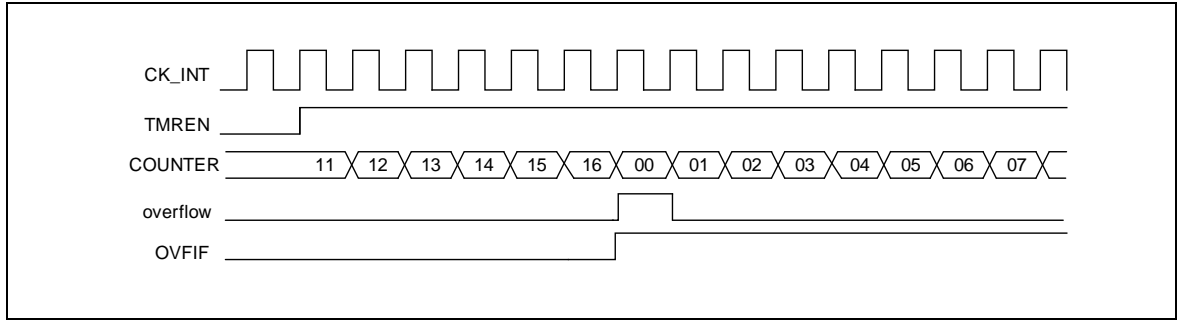 CK_INT
TMREN
COUNTER 11 12 13 14 15 16 00 01 02 03 04 05 06 07
overflow
OVFIF